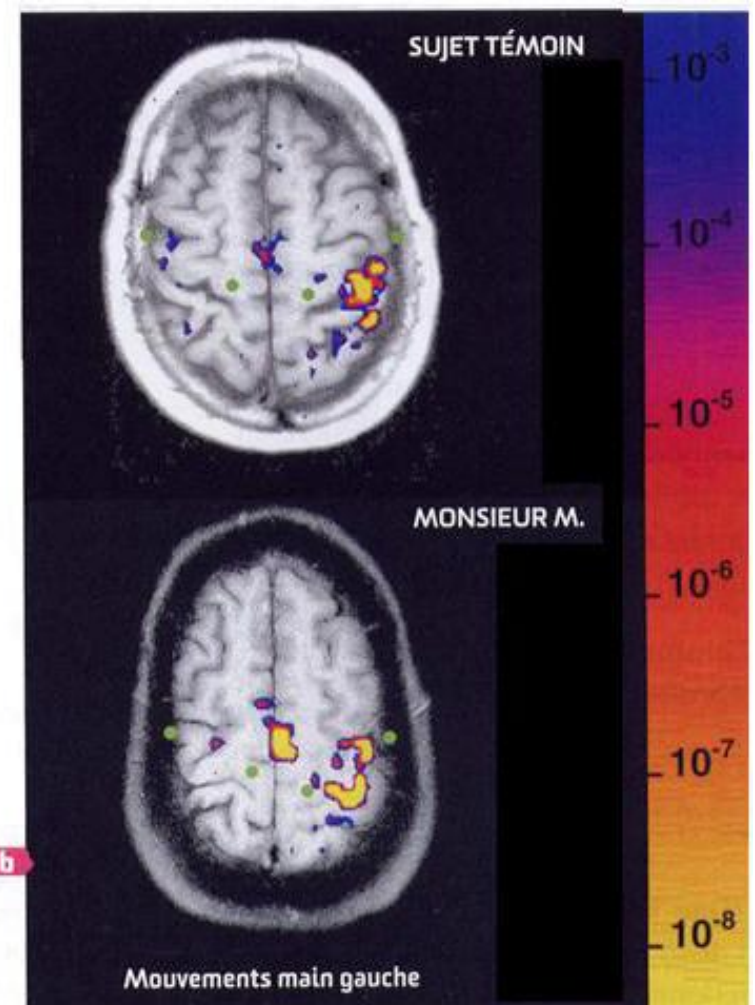 SUJET TÉMOIN
10⁻³
10⁻⁴
10⁻⁵
MONSIEUR M.
10⁻⁶
10⁻⁷
b
10⁻⁸
Mouvements main gauche